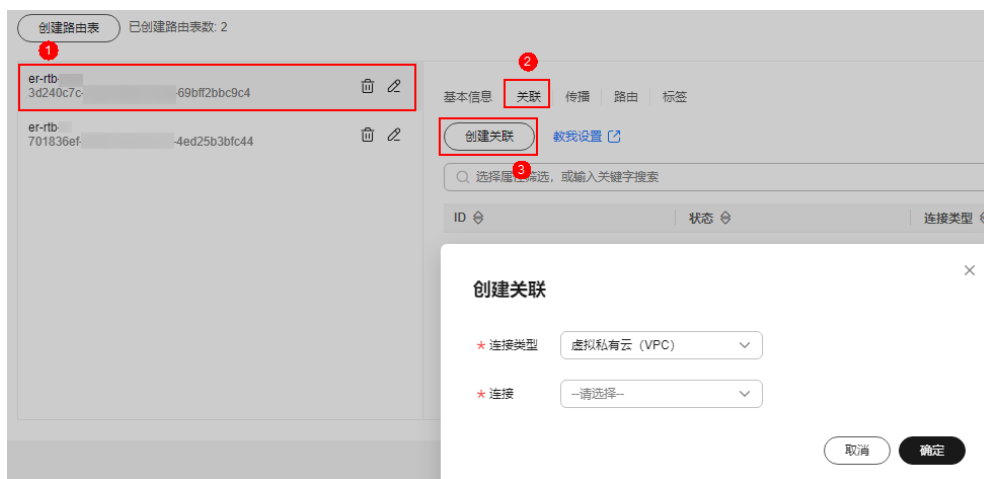 创建路由表 已创建路由表数: 2
1
er-rtb-
3d240c7c- -69bff2bbc9c4
er-rtb
701836ef- -4ed25b3bfc44
2
基本信息 关联 传播 路由 标签
创建关联 教我设置
3
选择属性筛选，或输入关键字搜索
ID 状态 连接类型
创建关联
* 连接类型 虚拟私有云（VPC）
* 连接 --请选择--
取消 确定